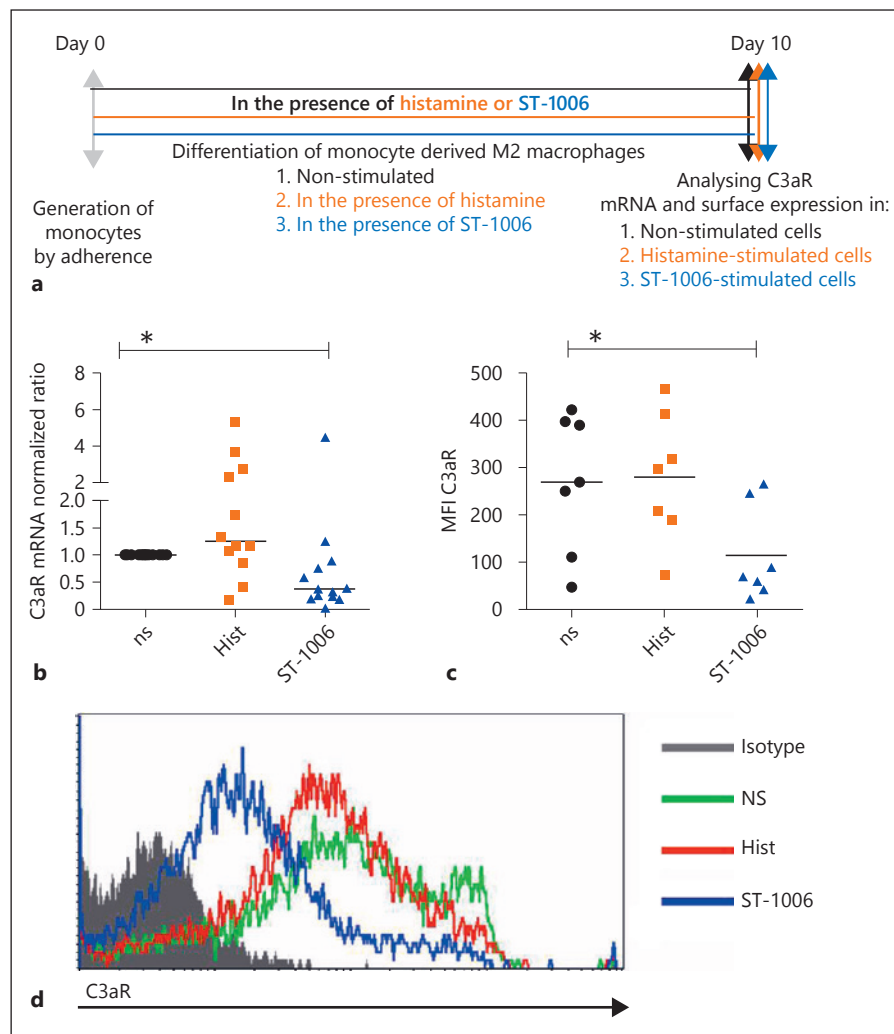 Day 0
Day 10
In the presence of histamine or ST-1006
Differentiation of monocyte derived M2 macrophages
1. Non-stimulated
2. In the presence of histamine
3. In the presence of ST-1006
Generation of
monocytes
by adherence
Analysing C3aR
mRNA and surface expression in:
1. Non-stimulated cells
2. Histamine-stimulated cells
3. ST-1006-stimulated cells
a
*
C3aR mRNA normalized ratio
8
6
4
2
2.0
1.5
1.0
0.5
0
ns
Hist
ST-1006
b
*
MFI C3aR
500
400
300
200
100
0
ns
Hist
ST-1006
c
Isotype
NS
Hist
ST-1006
C3aR
d